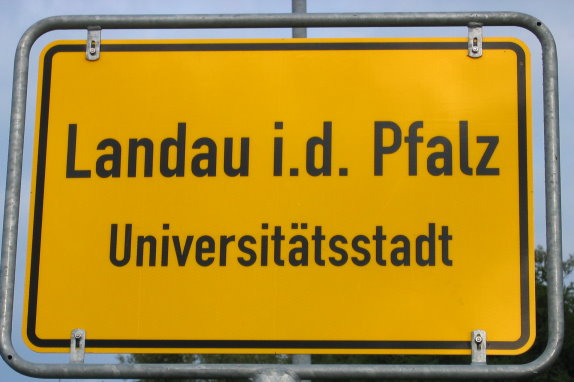 Landau i.d. Pfalz
Universitätsstadt